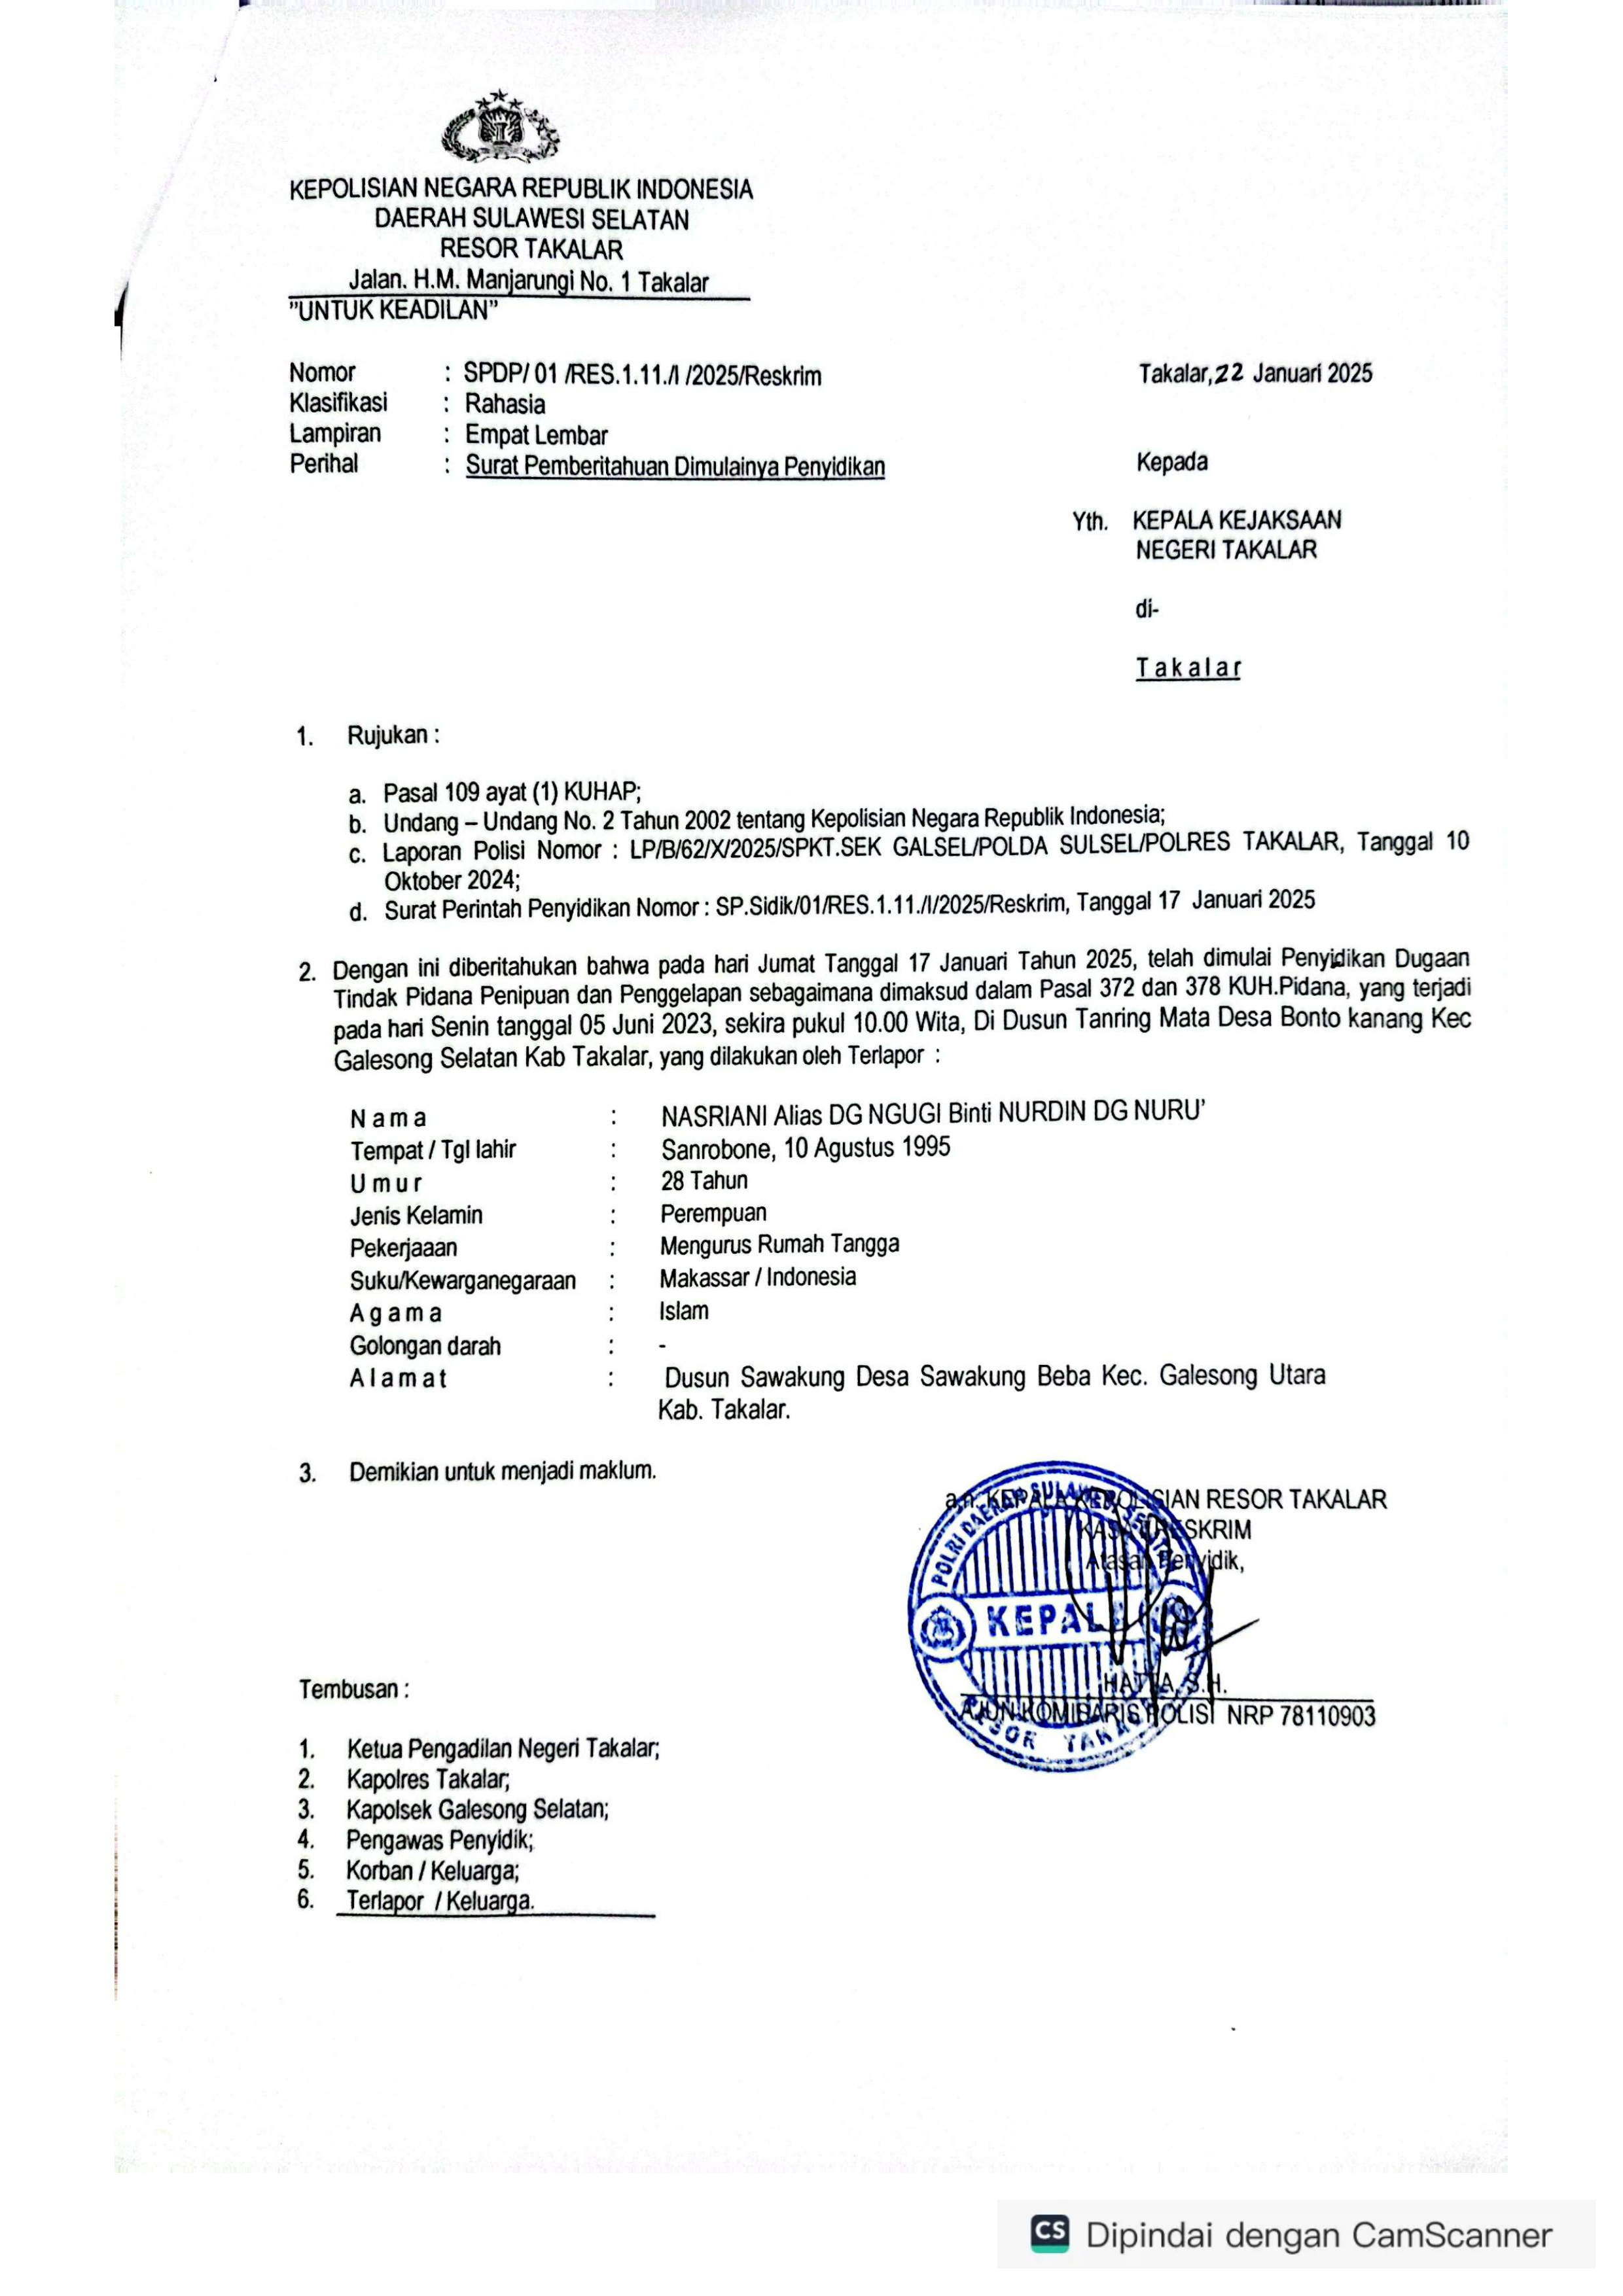 KEPOLISIAN NEGARA REPUBLIK INDONESIA
DAERAH SULAWESI SELATAN
RESOR TAKALAR
Jalan. H.M. Manjarungi No. 1 Takalar
"UNTUK KEADILAN"
Nomor : SPDP/ 01 /RES.1.11./I /2025/Reskrim
Takalar,22 Januari 2025
Klasifikasi : Rahasia
Lampiran : Empat Lembar
Perihal : Surat Pemberitahuan Dimulainya Penyidikan
Kepada
Yth. KEPALA KEJAKSAAN
NEGERI TAKALAR
di-
Takalar
1. Rujukan :
a. Pasal 109 ayat (1) KUHAP;
b. Undang – Undang No. 2 Tahun 2002 tentang Kepolisian Negara Republik Indonesia;
c. Laporan Polisi Nomor : LP/B/62/X/2025/SPKT.SEK GALSEL/POLDA SULSEL/POLRES TAKALAR, Tanggal 10
Oktober 2024;
d. Surat Perintah Penyidikan Nomor : SP.Sidik/01/RES.1.11./I/2025/Reskrim, Tanggal 17 Januari 2025
2. Dengan ini diberitahukan bahwa pada hari Jumat Tanggal 17 Januari Tahun 2025, telah dimulai Penyidikan Dugaan
Tindak Pidana Penipuan dan Penggelapan sebagaimana dimaksud dalam Pasal 372 dan 378 KUH.Pidana, yang terjadi
pada hari Senin tanggal 05 Juni 2023, sekira pukul 10.00 Wita, Di Dusun Tanring Mata Desa Bonto kanang Kec
Galesong Selatan Kab Takalar, yang dilakukan oleh Terlapor :
Nama : NASRIANI Alias DG NGUGI Binti NURDIN DG NURU'
Tempat / Tgl lahir : Sanrobone, 10 Agustus 1995
Umur : 28 Tahun
Jenis Kelamin : Perempuan
Pekerjaaan : Mengurus Rumah Tangga
Suku/Kewarganegaraan : Makassar / Indonesia
Agama : Islam
Golongan darah : -
Alamat : Dusun Sawakung Desa Sawakung Beba Kec. Galesong Utara
Kab. Takalar.
3. Demikian untuk menjadi maklum.
a.n. KEPALA KEPOLISIAN RESOR TAKALAR
KASAT RESKRIM
Atasan Penyidik,
POLRI DAERAH SULAWESI SELATAN
KEPALA
RESOR TAKALAR
HATTA, S.H.
AJUN KOMISARIS POLISI NRP 78110903
Tembusan :
1. Ketua Pengadilan Negeri Takalar;
2. Kapolres Takalar;
3. Kapolsek Galesong Selatan;
4. Pengawas Penyidik;
5. Korban / Keluarga;
6. Terlapor / Keluarga.
CS Dipindai dengan CamScanner